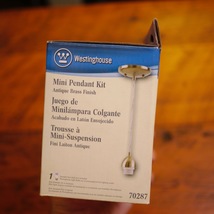 Westinghouse
Mini Pendant Kit
Antique Brass Finish
Juego de
Minilámpara Colgante
Acabado en Latón Envejecido
Trousse à
Mini-Suspension
Fini Laiton Antique
1
70287